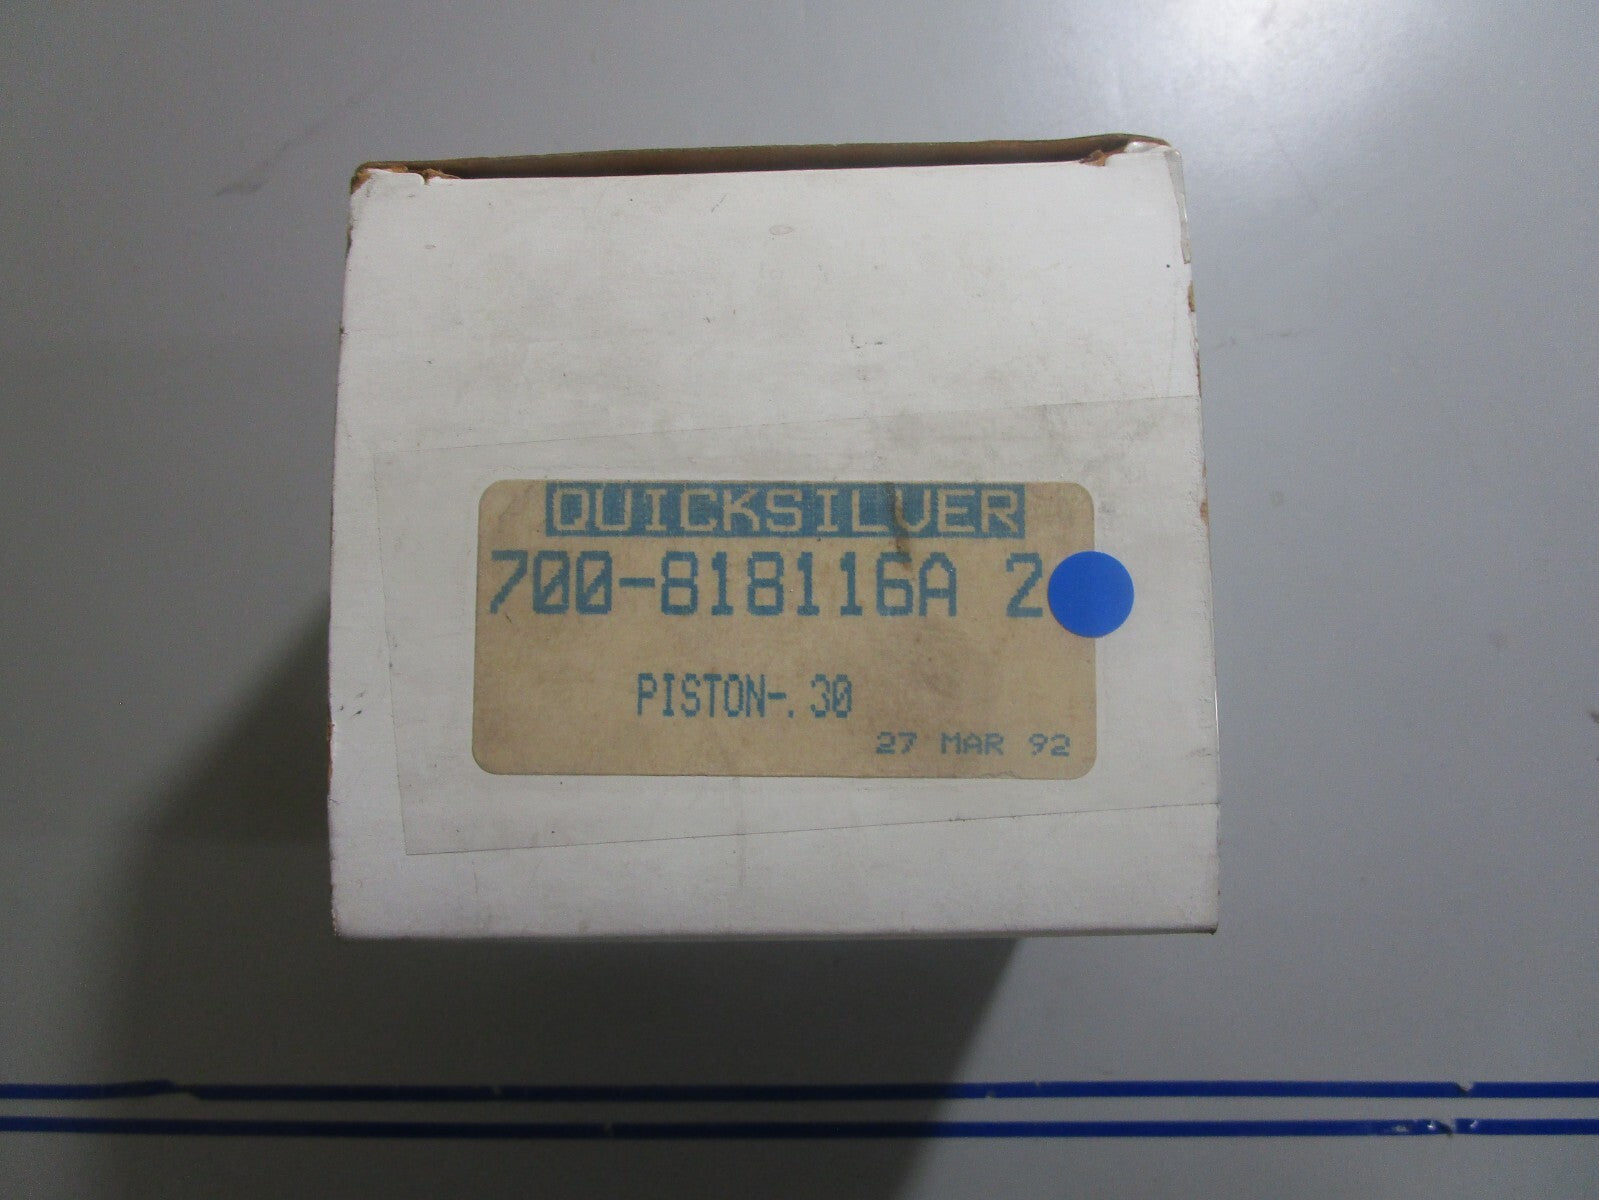 QUICKSILVER
700-818116A 2
PISTON-.30
27 MAR 92